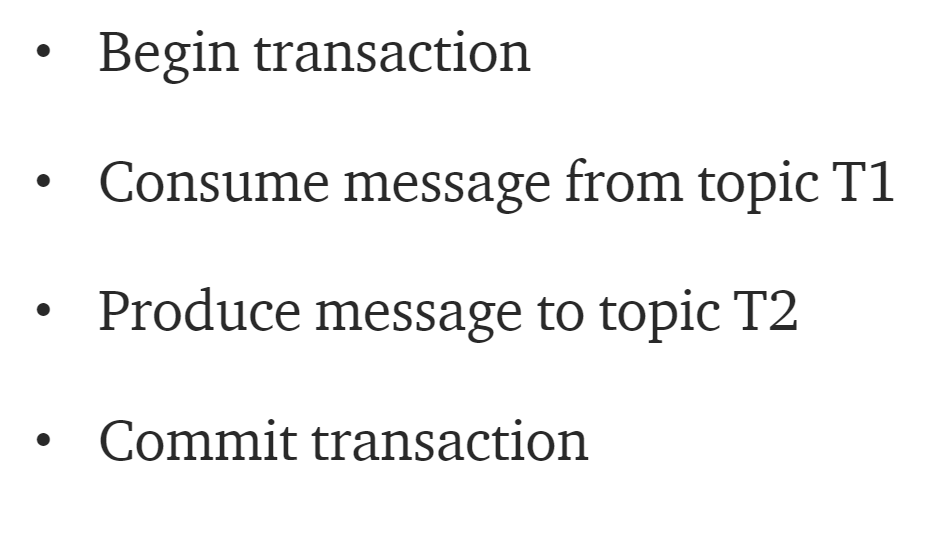 • Begin transaction
• Consume message from topic T1
• Produce message to topic T2
• Commit transaction